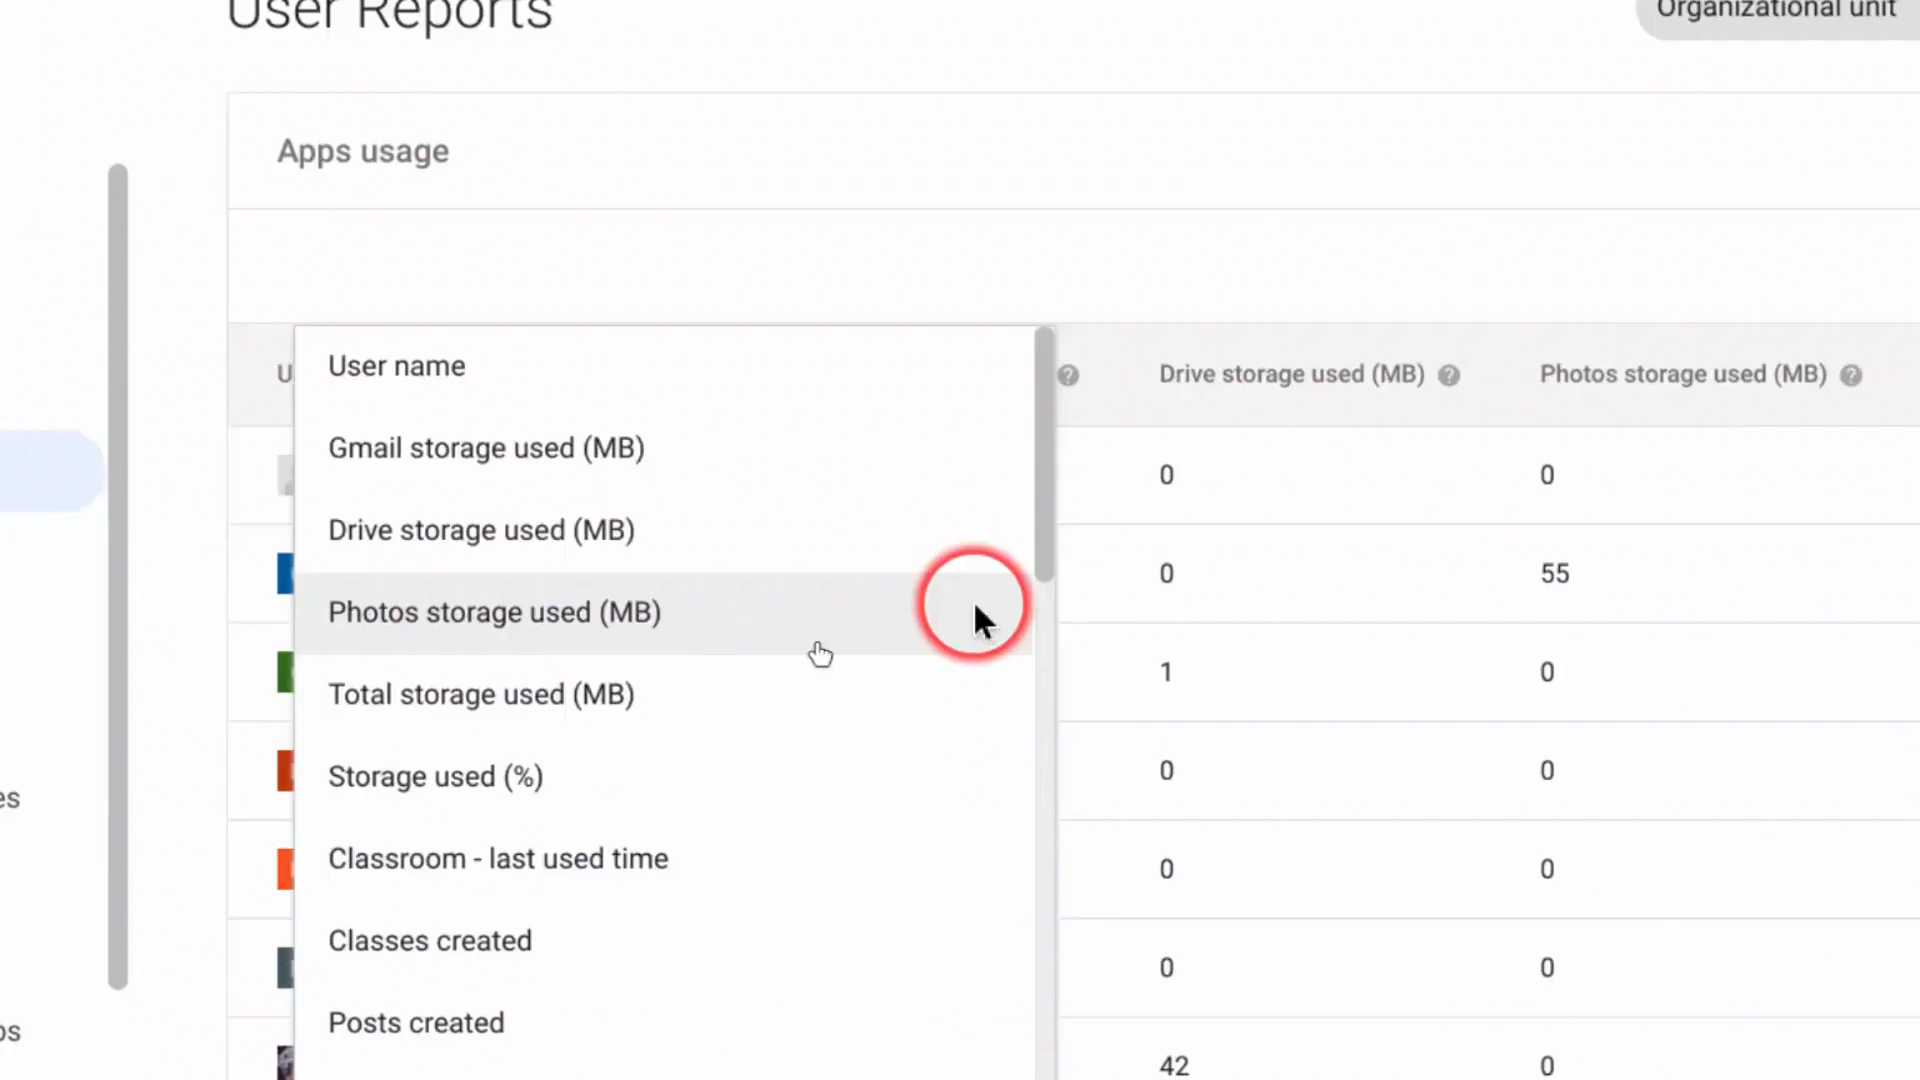 User Reports
Organizational unit
Apps usage
User name
Drive storage used (MB)
Photos storage used (MB)
Gmail storage used (MB)
0
0
Drive storage used (MB)
0
55
Photos storage used (MB)
1
0
Total storage used (MB)
Storage used (%)
0
0
Classroom - last used time
0
0
Classes created
0
0
Posts created
42
0